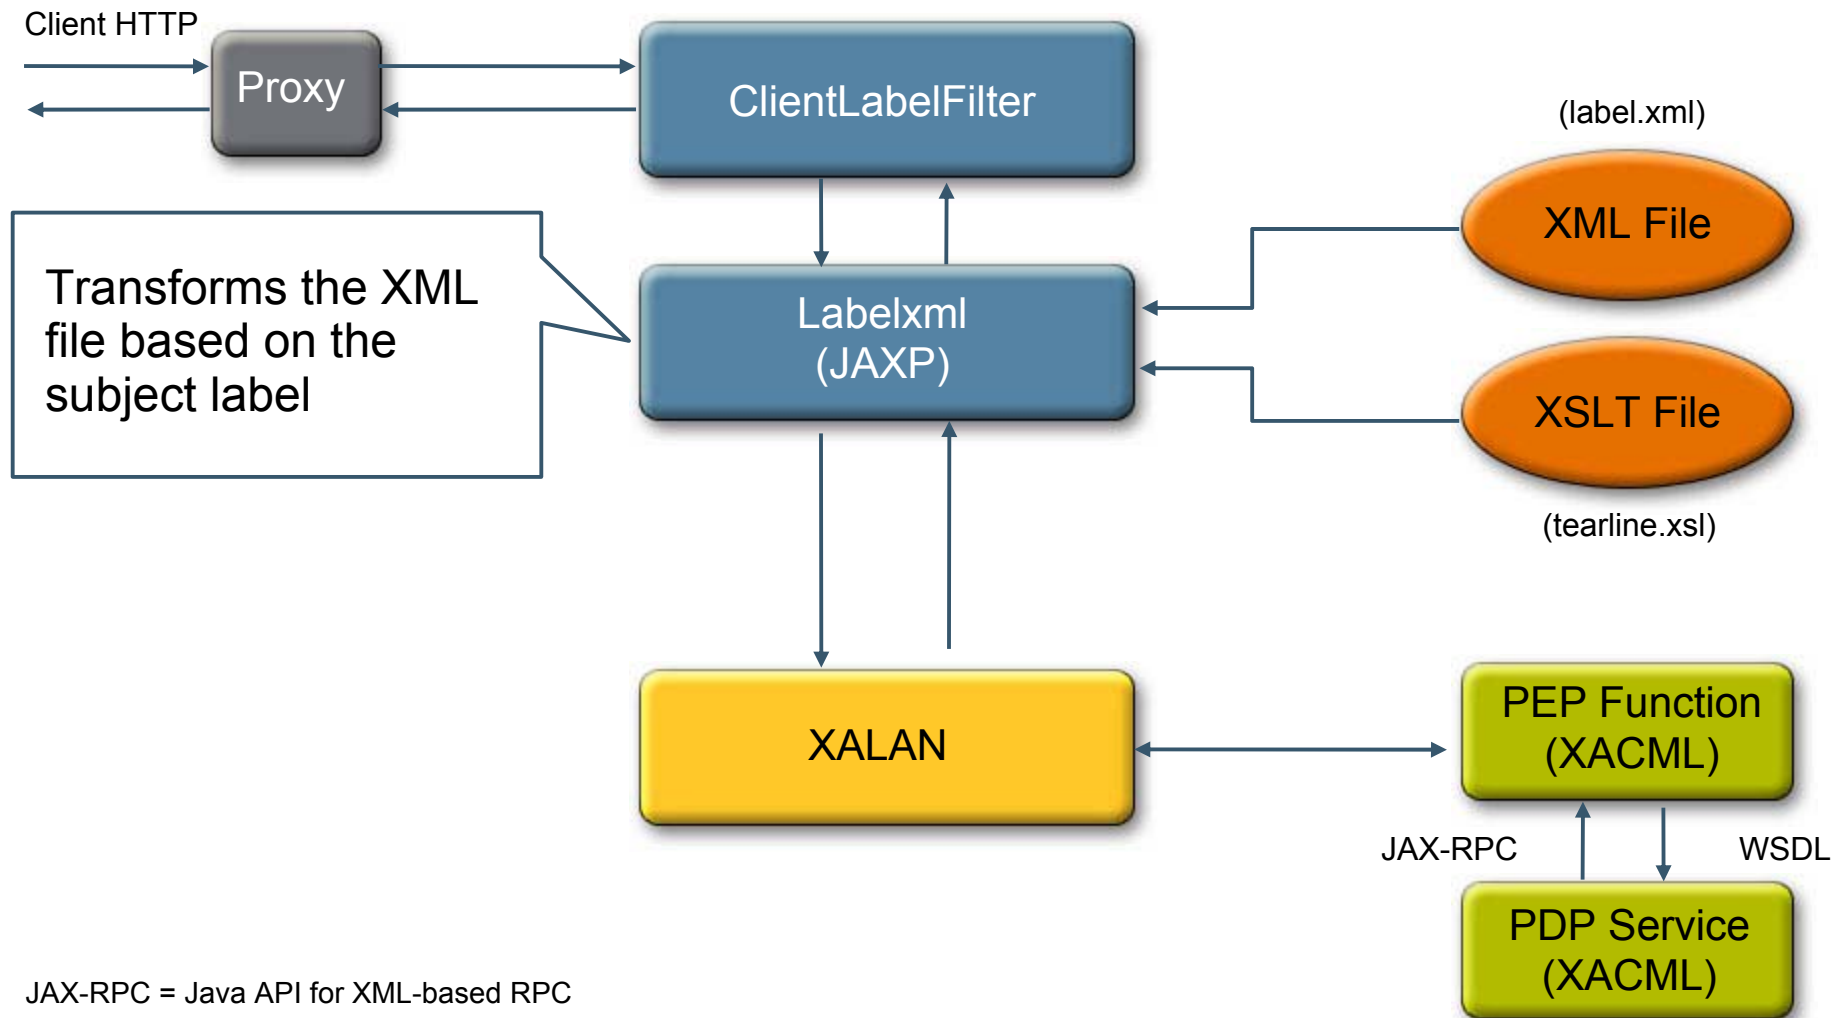 Client HTTP
Proxy
ClientLabelFilter
(label.xml)
XML File
Transforms the XML
file based on the
subject label
Labelxml
(JAXP)
XSLT File
(tearline.xsl)
XALAN
PEP Function
(XACML)
JAX-RPC
WSDL
PDP Service
(XACML)
JAX-RPC = Java API for XML-based RPC